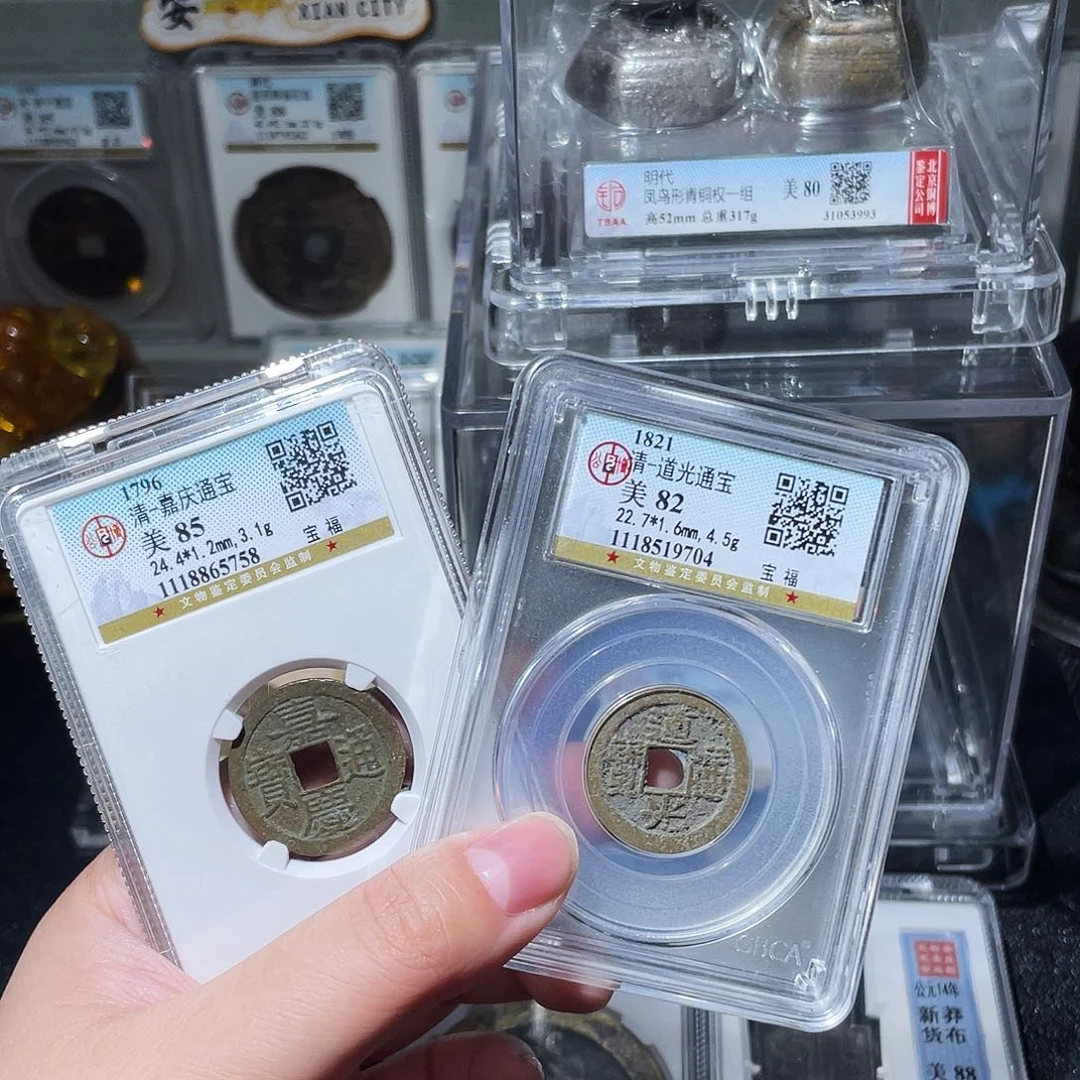 安
XIAN CITY
明代
凤鸟形青铜权一组
高52mm 总重317g
美 80
31053993
TBAA
北京铜博
鉴定公司
1796
清-嘉庆通宝
美 85
24.4*1.2mm,3.1g
1118865758
宝福
文物鉴定委员会监制
嘉慶通寶
1821
清-道光通宝
美 82
22.7*1.6mm,4.5g
1118519704
宝福
文物鉴定委员会监制
道光通寶
公元14年
新莽
货布
美 88